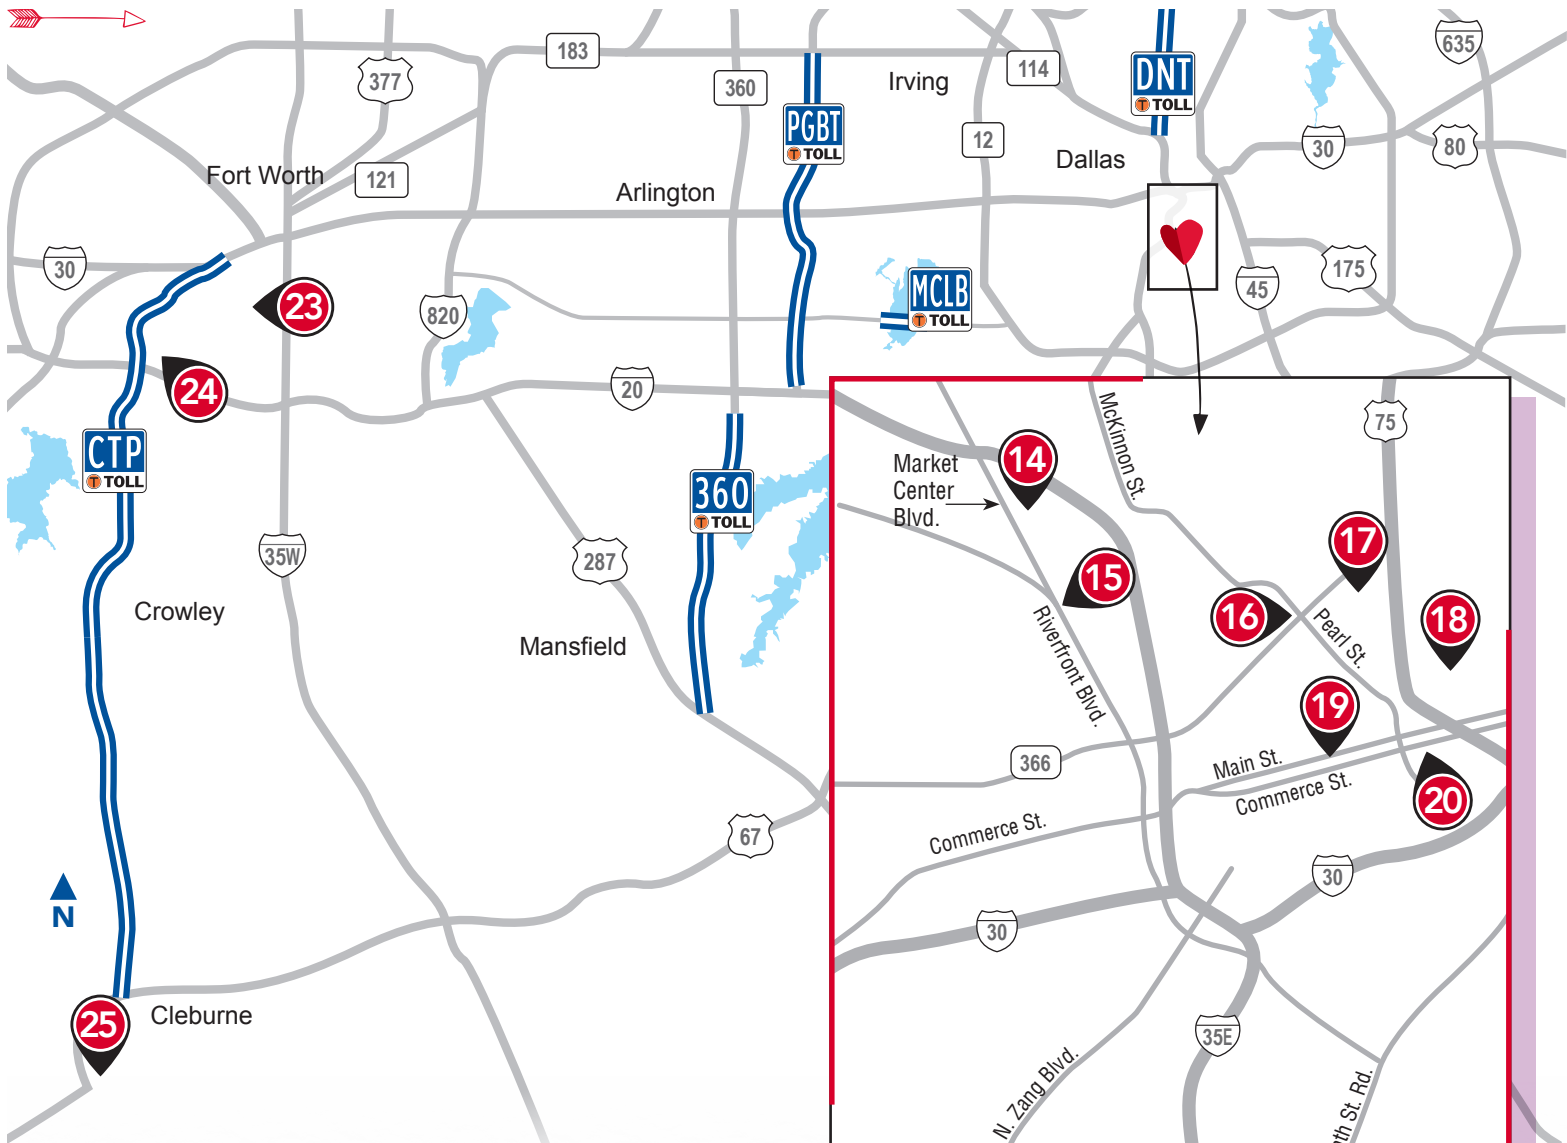 183
377
360
Irving
114
DNT
TOLL
635
PGBT
TOLL
12
Dallas
30
80
Fort Worth
121
Arlington
30
23
820
MCLB
TOLL
45
175
24
20
CTP
TOLL
360
TOLL
35W
287
Crowley
Mansfield
67
N
25
Cleburne
McKinnon St.
75
Market
Center
Blvd.
14
15
16
17
18
Riverfront Blvd.
Pearl St.
19
366
Main St.
Commerce St.
20
Commerce St.
30
30
35E
N. Zang Blvd.
St. Rd.